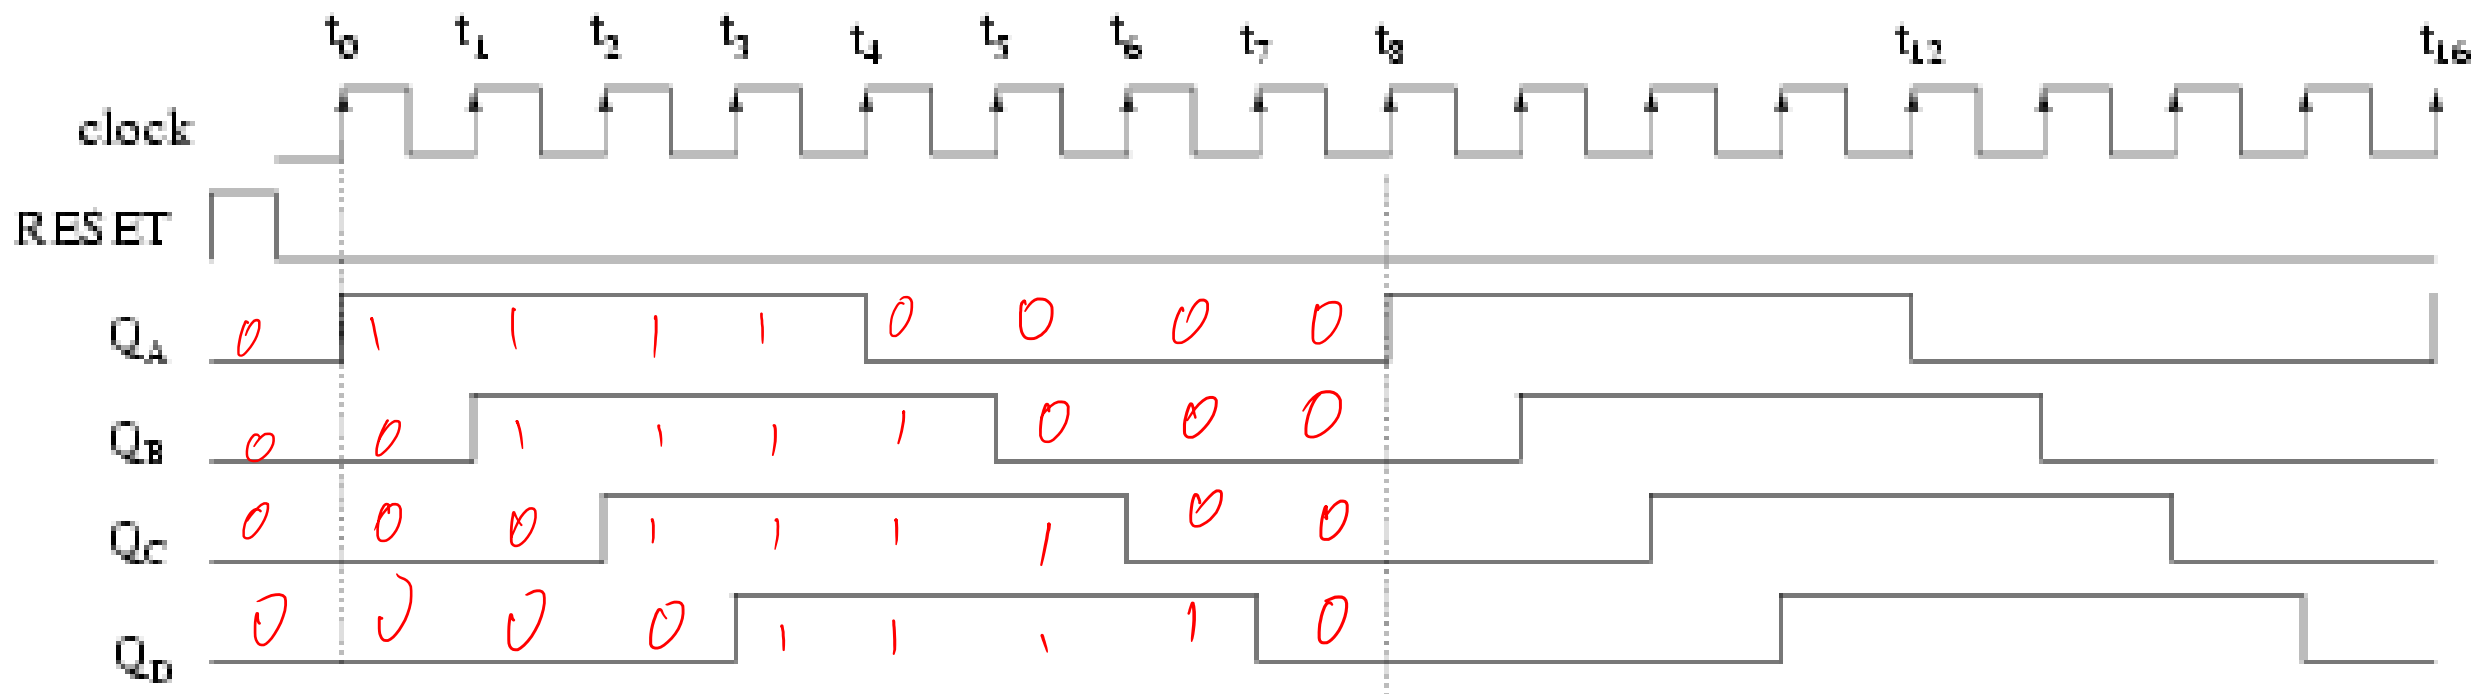 t0 t1 t2 t3 t4 t5 t6 t7 t8 t12 t16
clock
RESET
QA 0 1 1 1 1 0 0 0 0
QB 0 0 1 1 1 1 0 0 0
QC 0 0 0 1 1 1 1 0 0
QD 0 0 0 0 1 1 1 1 0